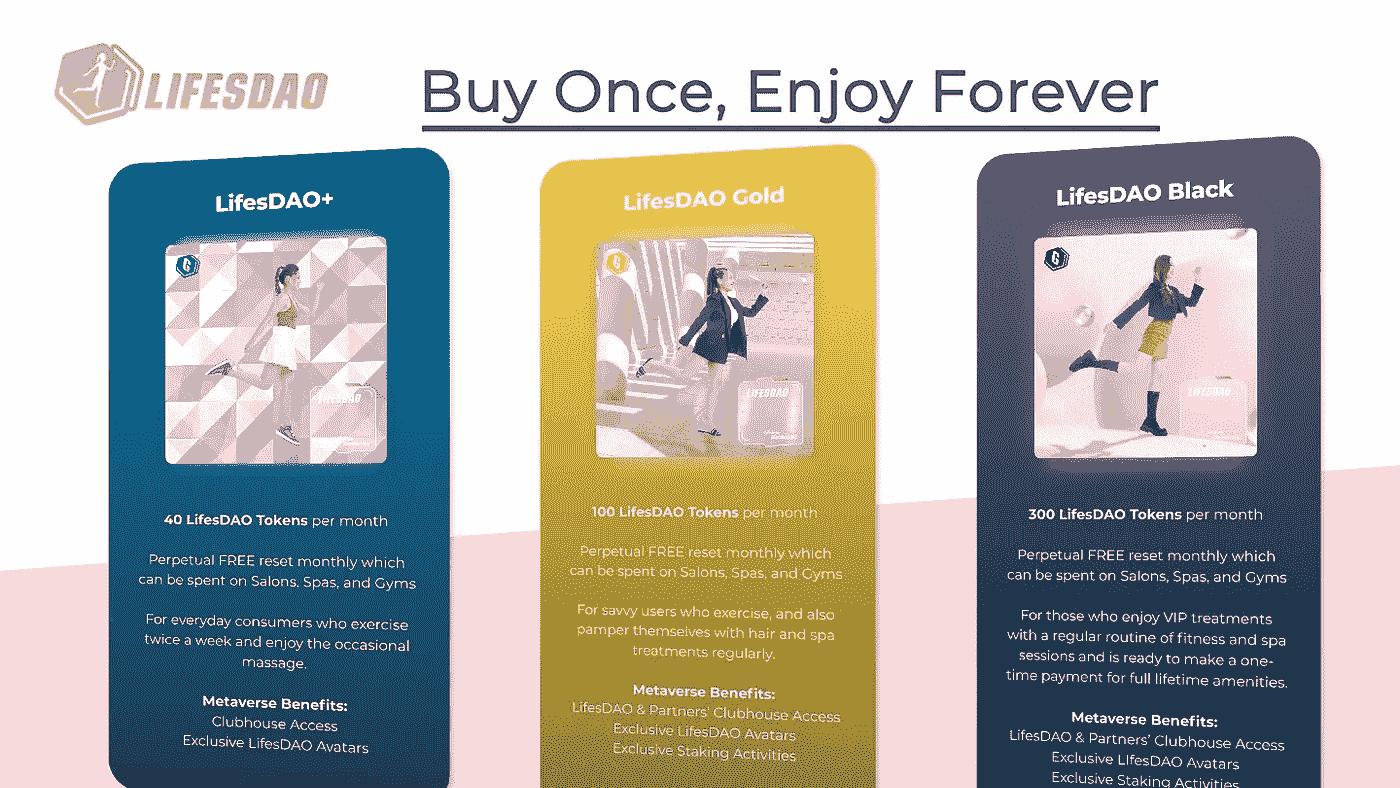 LIFESDAO
Buy Once, Enjoy Forever
LifesDAO+
LIFESDAO
40 LifesDAO Tokens per month
Perpetual FREE reset monthly which
can be spent on Salons, Spas, and Gyms
For everyday consumers who exercise
twice a week and enjoy the occasional
massage.
Metaverse Benefits:
Clubhouse Access
Exclusive LifesDAO Avatars
LifesDAO Gold
LIFESDAO
100 LifesDAO Tokens per month
Perpetual FREE reset monthly which
can be spent on Salons, Spas, and Gyms
For savvy users who exercise, and also
pamper themselves with hair and spa
treatments regularly.
Metaverse Benefits:
LifesDAO & Partners' Clubhouse Access
Exclusive LifesDAO Avatars
Exclusive Staking Activities
LifesDAO Black
LIFESDAO
300 LifesDAO Tokens per month
Perpetual FREE reset monthly which
can be spent on Salons, Spas, and Gyms
For those who enjoy VIP treatments
with a regular routine of fitness and spa
sessions and is ready to make a one-
time payment for full lifetime amenities.
Metaverse Benefits:
LifesDAO & Partners' Clubhouse Access
Exclusive LIfesDAO Avatars
Exclusive Staking Activities